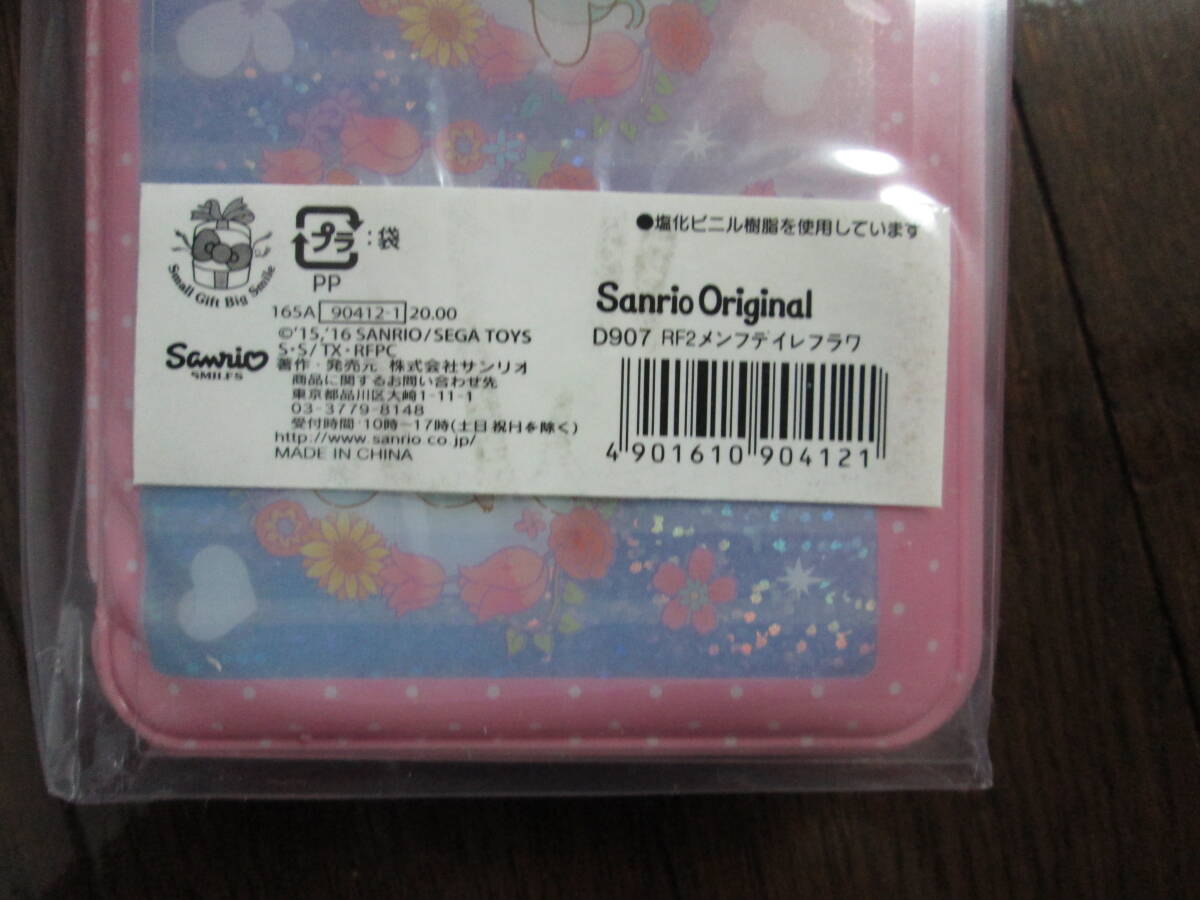 Small Gift Big Smile
プラ :袋
PP
●塩化ビニル樹脂を使用しています
165A 90412-1 20.00
©'15,'16 SANRIO/SEGA TOYS
S・S/TX・RFPC
Sanrio
SMILES
著作・発売元 株式会社サンリオ
商品に関するお問い合わせ先
東京都品川区大崎1-11-1
03-3779-8148
受付時間:10時〜17時(土日祝日を除く)
http://www.sanrio.co.jp/
MADE IN CHINA
Sanrio Original
D907 RF2メンフデイレフラワ
4 901610 904121